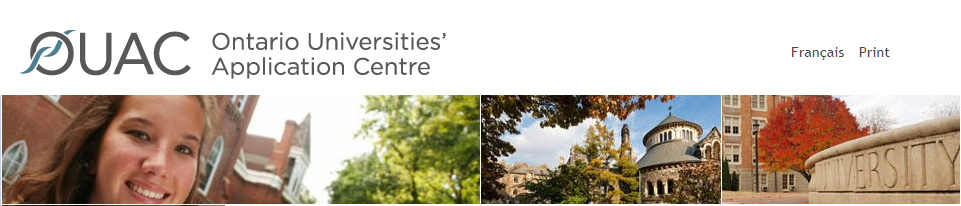 OUAC
Ontario Universities'
Application Centre
Français
Print
UNIVERSITY